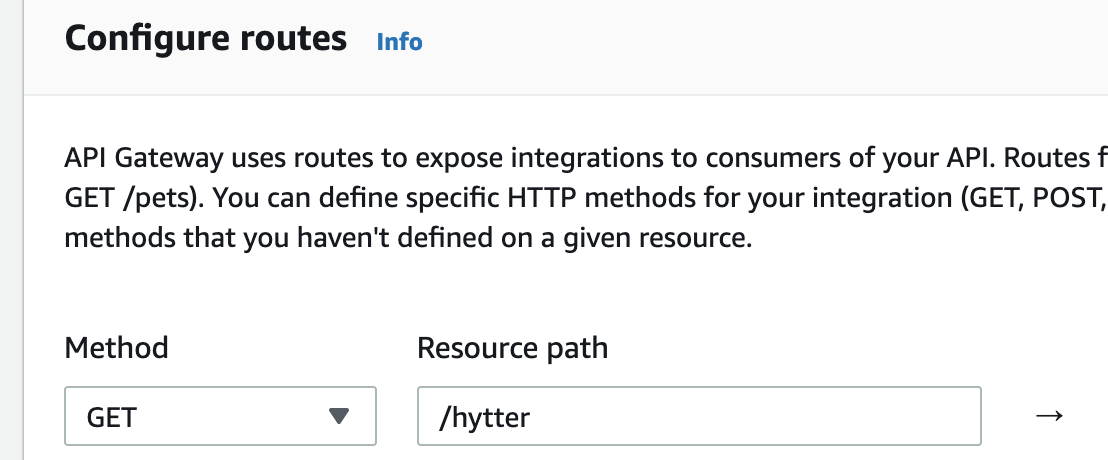 Configure routes Info
API Gateway uses routes to expose integrations to consumers of your API. Routes f
GET /pets). You can define specific HTTP methods for your integration (GET, POST,
methods that you haven't defined on a given resource.
Method Resource path
GET /hytter →